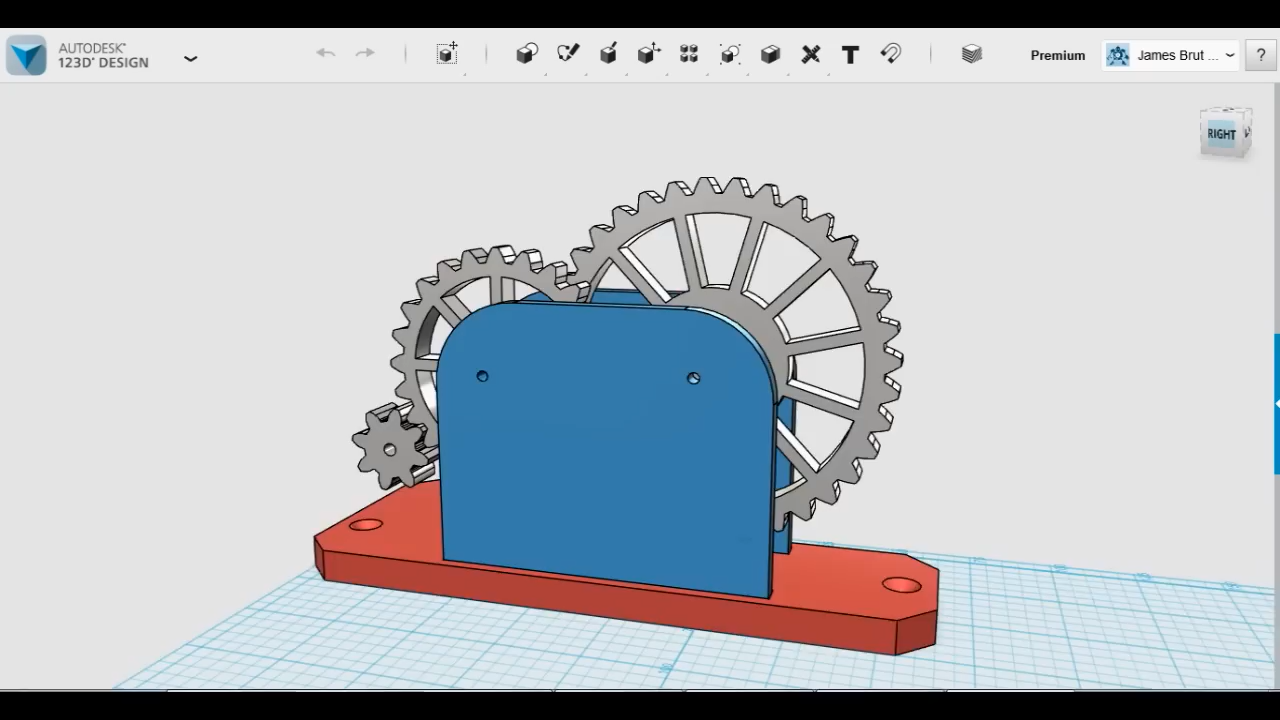 AUTODESK®
123D® DESIGN
T
Premium
James Brut ...
?
RIGHT